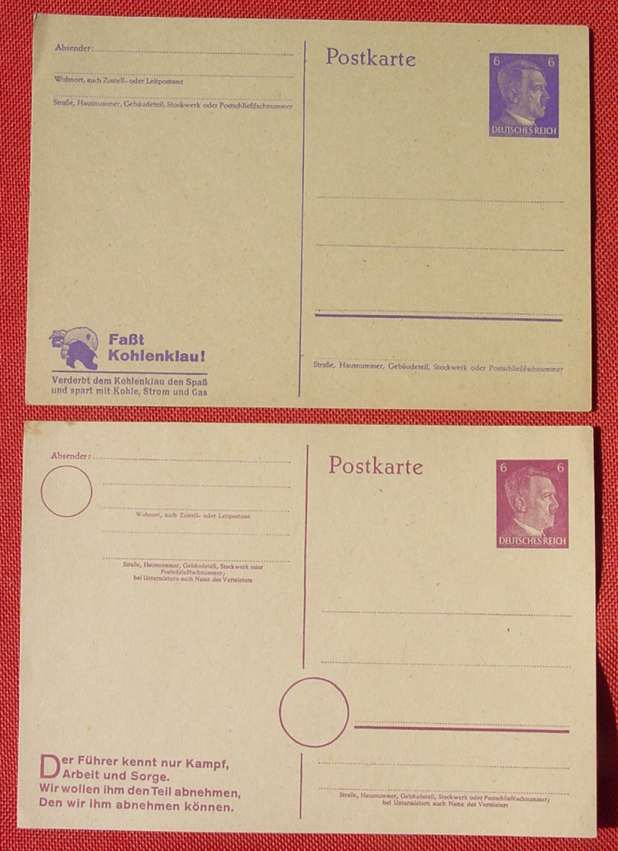 Absender:
Wohnort, auch Zustell- oder Leitpostamt
Straße, Hausnummer, Gebäudeteil, Stockwerk oder Postschließfachnummer
Postkarte
6 6
DEUTSCHES REICH
Faßt
Kohlenklau!
Verderbt dem Kohlenklau den Spaß
und spart mit Kohle, Strom und Gas
Straße, Hausnummer, Gebäudeteil, Stockwerk oder Postschließfachnummer
Absender:
Wohnort, auch Zustell- oder Leitpostamt
Straße, Hausnummer, Gebäudeteil, Stockwerk oder
Postschließfachnummer;
bei Untermietern auch Name des Vermieters
Postkarte
6 6
DEUTSCHES REICH
Der Führer kennt nur Kampf,
Arbeit und Sorge.
Wir wollen ihm den Teil abnehmen,
Den wir ihm abnehmen können.
Straße, Hausnummer, Gebäudeteil, Stockwerk oder Postschließfachnummer;
bei Untermietern auch Name des Vermieters